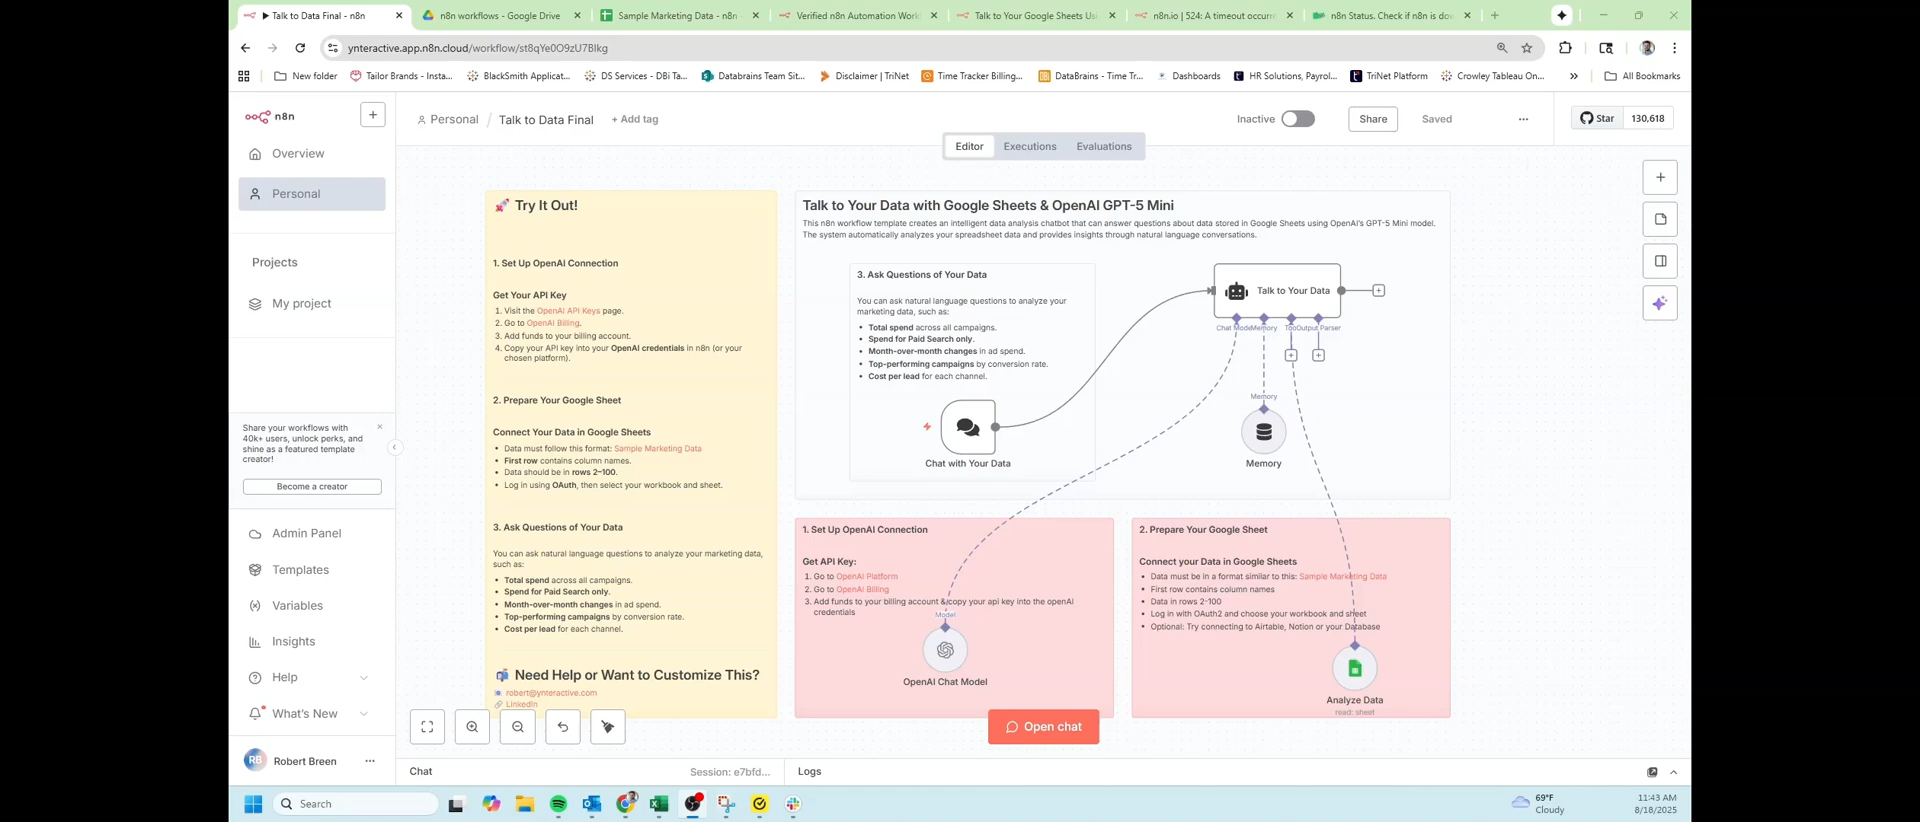 Talk to Data Final - n8n
n8n workflows - Google Drive
Sample Marketing Data - n8n
Verified n8n Automation Work
Talk to Your Google Sheets Us
n8n.io | 524: A timeout occurr
n8n Status. Check if n8n is do
ynteractive.app.n8n.cloud/workflow/st8qYe0O9zU7BIkg
New folder
Tailor Brands - Insta...
BlackSmith Applicat...
DS Services - DBi Ta...
Databrains Team Sit...
Disclaimer | TriNet
Time Tracker Billing...
DataBrains - Time Tr...
Dashboards
HR Solutions, Payrol...
TriNet Platform
Crowley Tableau On...
All Bookmarks
n8n
Personal / Talk to Data Final + Add tag
Inactive
Share
Saved
Star 130,618
Editor
Executions
Evaluations
Overview
Personal
Projects
My project
Share your workflows with
40k+ users, unlock perks, and
shine as a featured template
creator!
Become a creator
Admin Panel
Templates
Variables
Insights
Help
What's New
RB Robert Breen
🚀 Try It Out!
1. Set Up OpenAI Connection
Get Your API Key
1. Visit the OpenAI API Keys page.
2. Go to OpenAI Billing.
3. Add funds to your billing account.
4. Copy your API key into your OpenAI credentials in n8n (or your
chosen platform).
2. Prepare Your Google Sheet
Connect Your Data in Google Sheets
• Data must follow this format: Sample Marketing Data
• First row contains column names.
• Data should be in rows 2–100.
• Log in using OAuth, then select your workbook and sheet.
3. Ask Questions of Your Data
You can ask natural language questions to analyze your marketing data,
such as:
• Total spend across all campaigns.
• Spend for Paid Search only.
• Month-over-month changes in ad spend.
• Top-performing campaigns by conversion rate.
• Cost per lead for each channel.
📬 Need Help or Want to Customize This?
📧 robert@ynteractive.com
🔗 LinkedIn
Talk to Your Data with Google Sheets & OpenAI GPT-5 Mini
This n8n workflow template creates an intelligent data analysis chatbot that can answer questions about data stored in Google Sheets using OpenAI's GPT-5 Mini model.
The system automatically analyzes your spreadsheet data and provides insights through natural language conversations.
3. Ask Questions of Your Data
You can ask natural language questions to analyze your
marketing data, such as:
• Total spend across all campaigns.
• Spend for Paid Search only.
• Month-over-month changes in ad spend.
• Top-performing campaigns by conversion rate.
• Cost per lead for each channel.
Chat with Your Data
Talk to Your Data
Chat Mode
Memory
Too
Output Parser
Memory
Memory
1. Set Up OpenAI Connection
Get API Key:
1. Go to OpenAI Platform
2. Go to OpenAI Billing
3. Add funds to your billing account & copy your api key into the openAI
credentials
Model
OpenAI Chat Model
2. Prepare Your Google Sheet
Connect your Data in Google Sheets
• Data must be in a format similar to this: Sample Marketing Data
• First row contains column names
• Data in rows 2-100
• Log in with OAuth2 and choose your workbook and sheet
• Optional: Try connecting to Airtable, Notion or your Database
Analyze Data
read: sheet
Open chat
Chat
Session: e7bfd...
Logs
Search
69°F
Cloudy
11:43 AM
8/18/2025